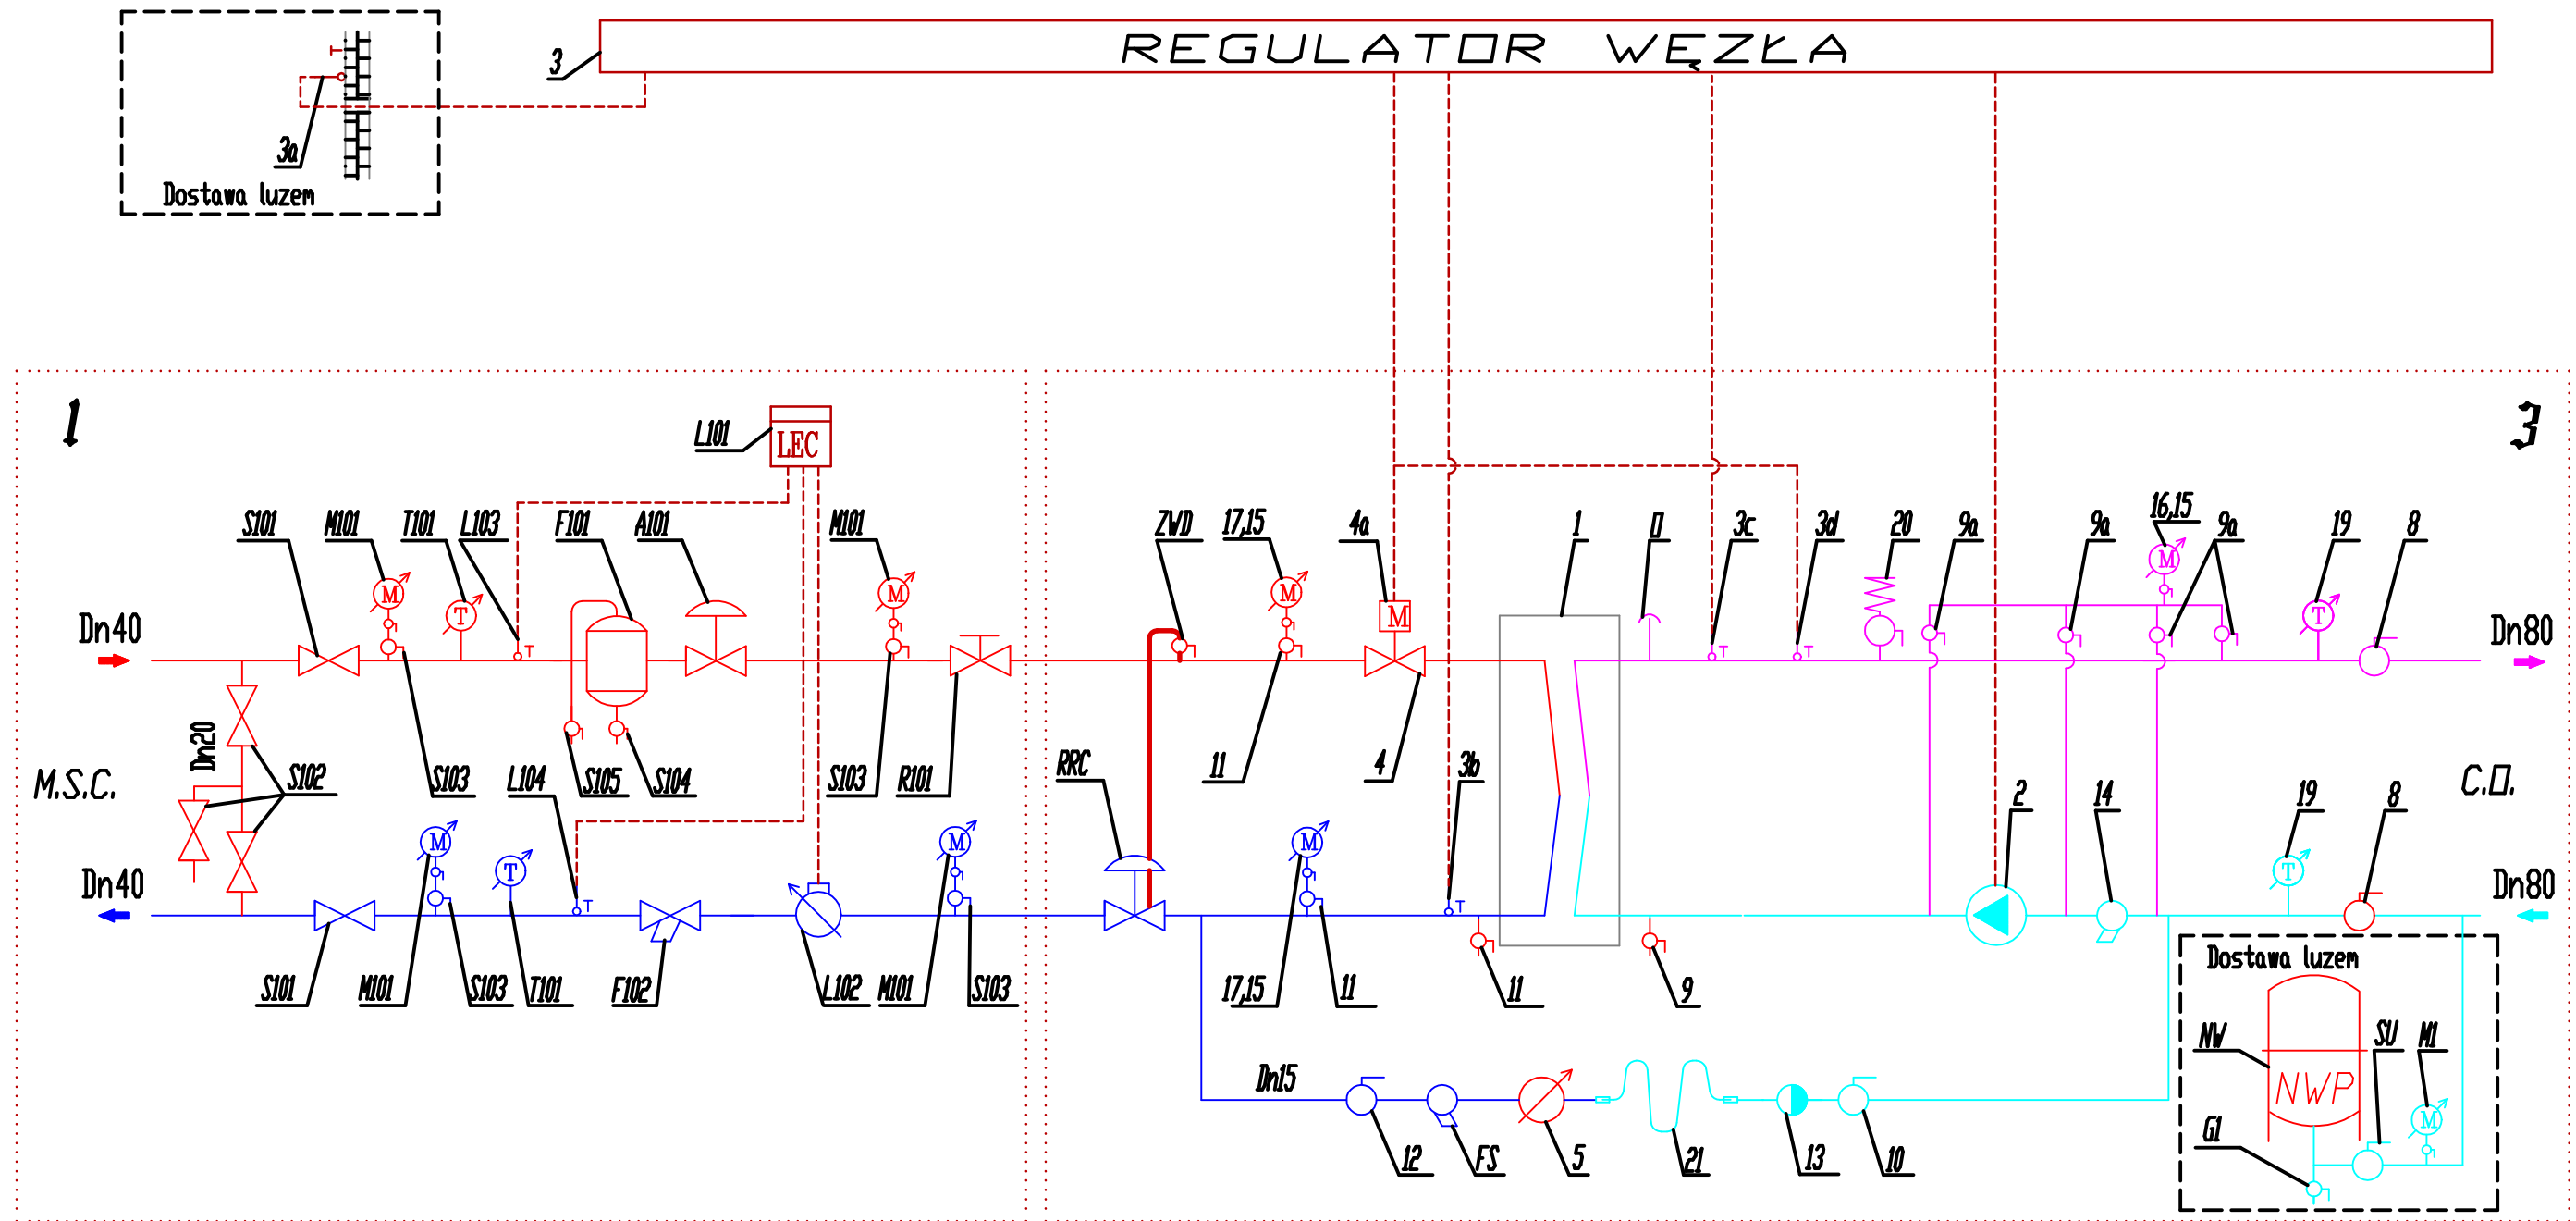 REGULATOR WĘZŁA
3
3a
Dostawa luzem
1
3
L101
LEC
S101
M101
T101
L103
F101
A101
M101
ZWD
17,15
4a
1
O
3c
3d
20
9a
9a
16,15
9a
19
8
M
T
M
M
M
M
T
Dn40
Dn80
Dn20
M.S.C.
S102
S103
L104
S105
S104
S103
R101
RRC
11
4
3b
2
14
19
8
C.O.
Dn40
M
T
M
M
T
Dn80
S101
M101
S103
T101
F102
L102
M101
S103
17,15
11
11
9
Dostawa luzem
NW
SU
M1
NWP
M
G1
Dn15
12
FS
5
21
13
10